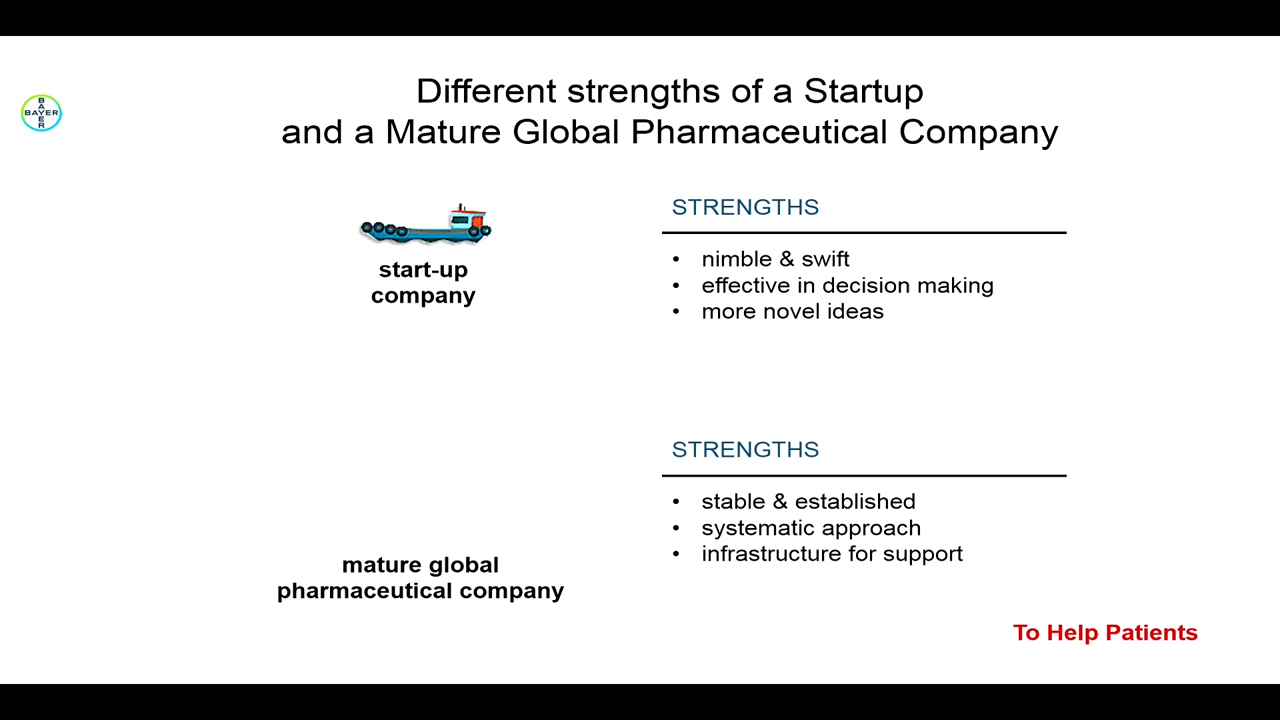 Different strengths of a Startup
and a Mature Global Pharmaceutical Company
BAYER
BAYER
STRENGTHS
start-up
company
• nimble & swift
• effective in decision making
• more novel ideas
STRENGTHS
• stable & established
• systematic approach
• infrastructure for support
mature global
pharmaceutical company
To Help Patients